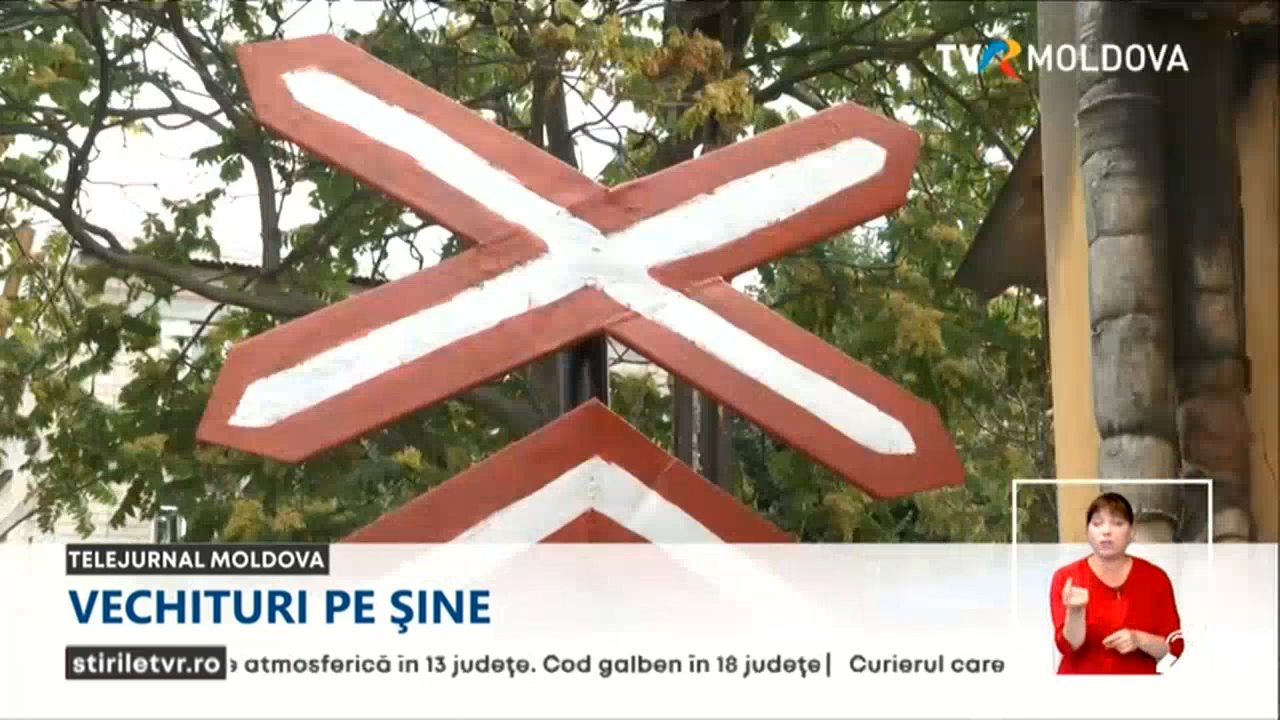 TVR MOLDOVA
TELEJURNAL MOLDOVA
VECHITURI PE ŞINE
stiriletvr.ro atmosferică în 13 judeţe. Cod galben în 18 judeţe| Curierul care